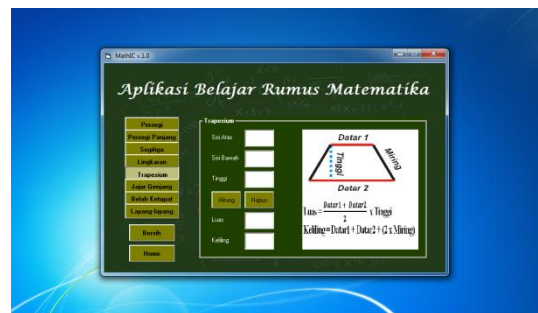 MathIC v.1.0
Aplikasi Belajar Rumus Matematika
Persegi
Persegi Panjang
Segitiga
Lingkaran
Trapesium
Jajar Genjang
Belah Ketupat
Layang-layang
Bersih
Home
Trapesium
Sisi Atas
Sisi Bawah
Tinggi
Hitung Hapus
Luas
Keliling
Datar 1
Tinggi
Miring
Datar 2
Luas = Datar1 + Datar2 / 2 x Tinggi
Keliling=Datar1 + Datar2 + (2 x Miring)